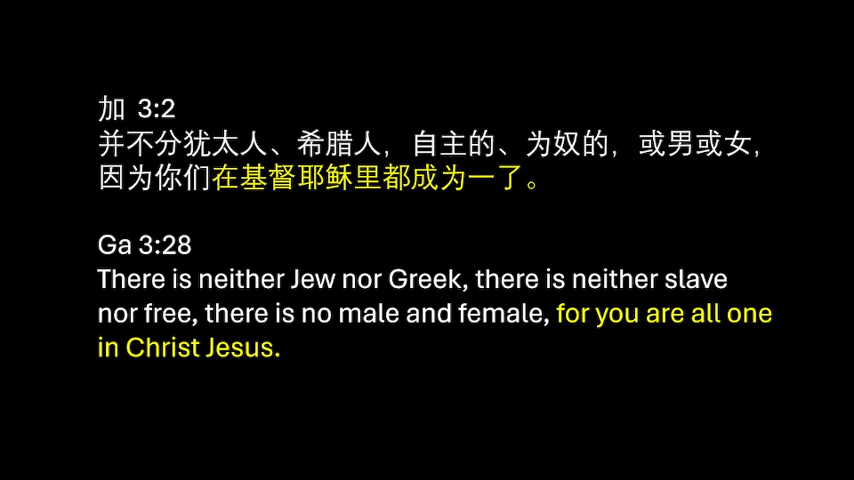 加 3:2
并不分犹太人、希腊人，自主的、为奴的，或男或女，
因为你们在基督耶稣里都成为一了。
Ga 3:28
There is neither Jew nor Greek, there is neither slave
nor free, there is no male and female, for you are all one
in Christ Jesus.